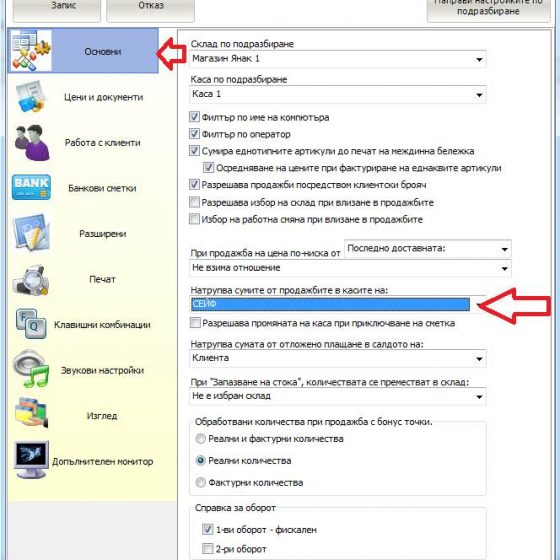 Запис
Отказ
Направи настройките по
подразбиране
Основни
Цени и документи
Работа с клиенти
BANK
Банкови сметки
Разширени
Печат
F
Q
Клавишни комбинации
Звукови настройки
Изглед
Допълнителен монитор
Склад по подразбиране
Магазин Янак 1
Каса по подразбиране
Каса 1
Филтър по име на компютъра
Филтър по оператор
Сумира еднотипните артикули до печат на междинна бележка
Осредняване на цените при фактуриране на еднаквите артикули
Разрешава продажби посредством клиентски брояч
Разрешава избор на склад при влизане в продажбите
Избор на работна смяна при влизане в продажбите
При продажба на цена по-ниска от
Последно доставната:
Не взима отношение
Натрупва сумите от продажбите в касите на:
СЕЙФ
Разрешава промяната на каса при приключване на сметка
Натрупва сумата от отложено плащане в салдото на:
Клиента
При "Запазване на стока", количествата се преместват в склад:
Не е избран склад
Обработвани количества при продажба с бонус точки.
Реални и фактурни количества
Реални количества
Фактурни количества
Справка за оборот
1-ви оборот - фискален
2-ри оборот